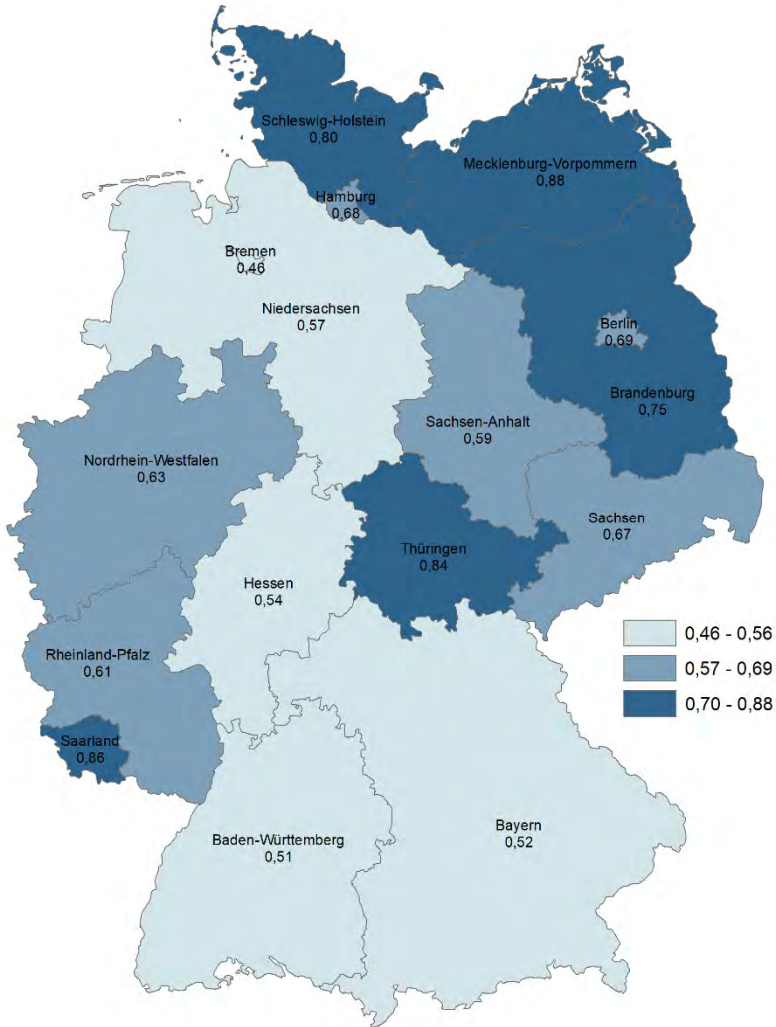 Schleswig-Holstein
0,80
Mecklenburg-Vorpommern
0,88
Hamburg
0,68
Bremen
0,46
Niedersachsen
0,57
Berlin
0,69
Brandenburg
0,75
Sachsen-Anhalt
0,59
Nordrhein-Westfalen
0,63
Sachsen
0,67
Thüringen
0,84
Hessen
0,54
Rheinland-Pfalz
0,61
Saarland
0,86
Baden-Württemberg
0,51
Bayern
0,52
0,46 - 0,56
0,57 - 0,69
0,70 - 0,88